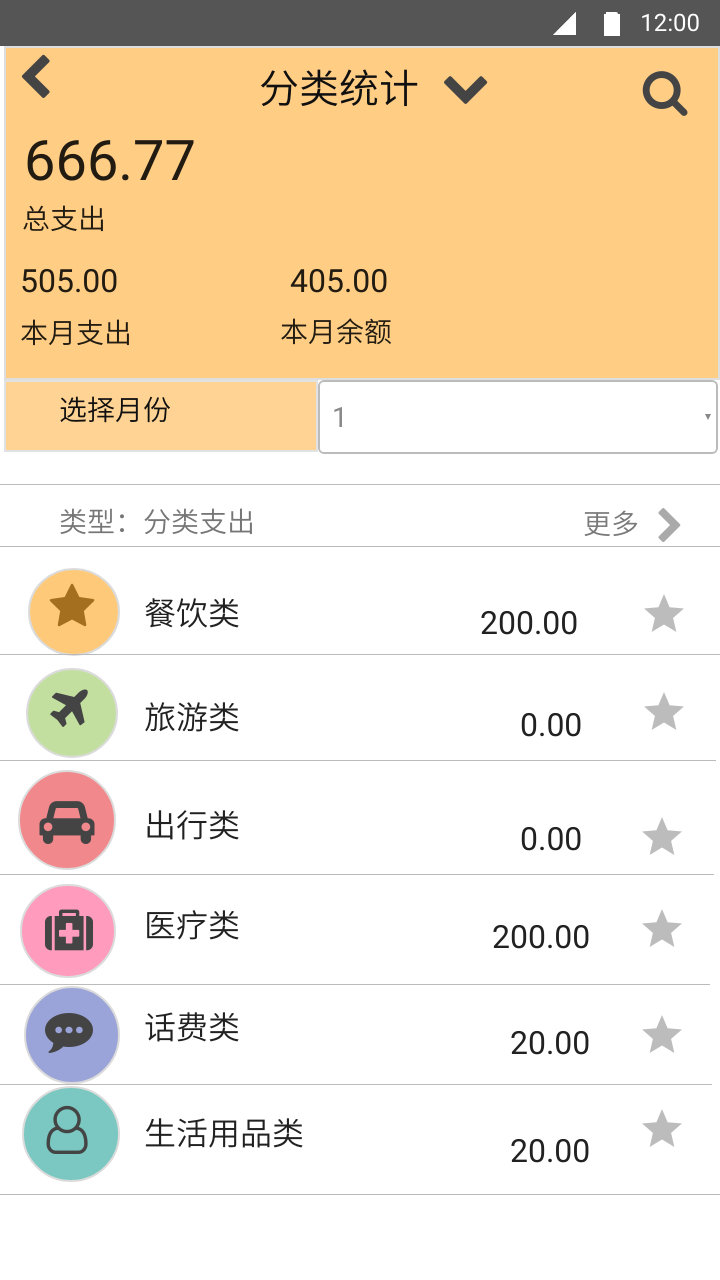 12:00
分类统计
666.77
总支出
505.00 405.00
本月支出 本月余额
选择月份 1
类型：分类支出 更多
餐饮类 200.00
旅游类 0.00
出行类 0.00
医疗类 200.00
话费类 20.00
生活用品类 20.00